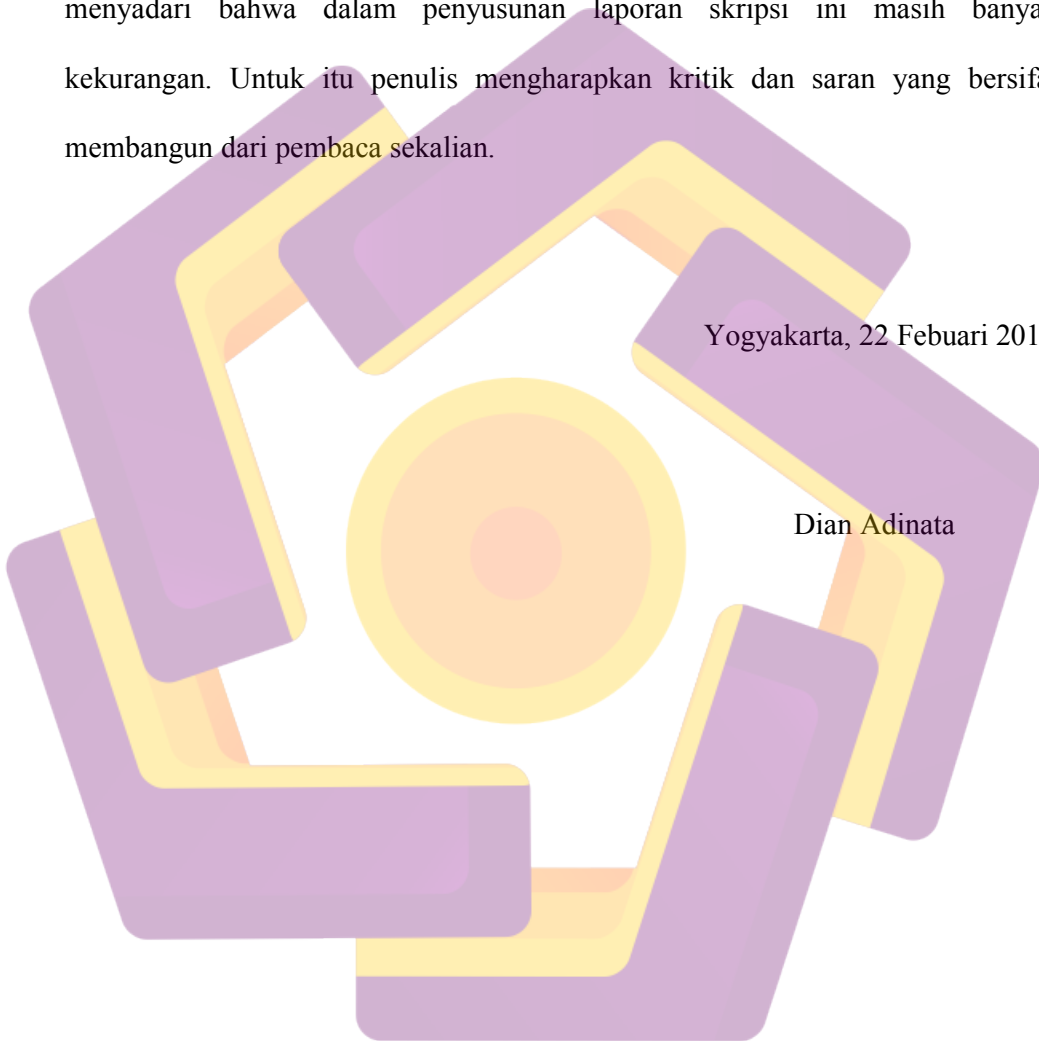 menyadari bahwa dalam penyusunan laporan skripsi ini masih banya
kekurangan. Untuk itu penulis mengharapkan kritik dan saran yang bersifa
membangun dari pembaca sekalian.
Yogyakarta, 22 Febuari 201
Dian Adinata